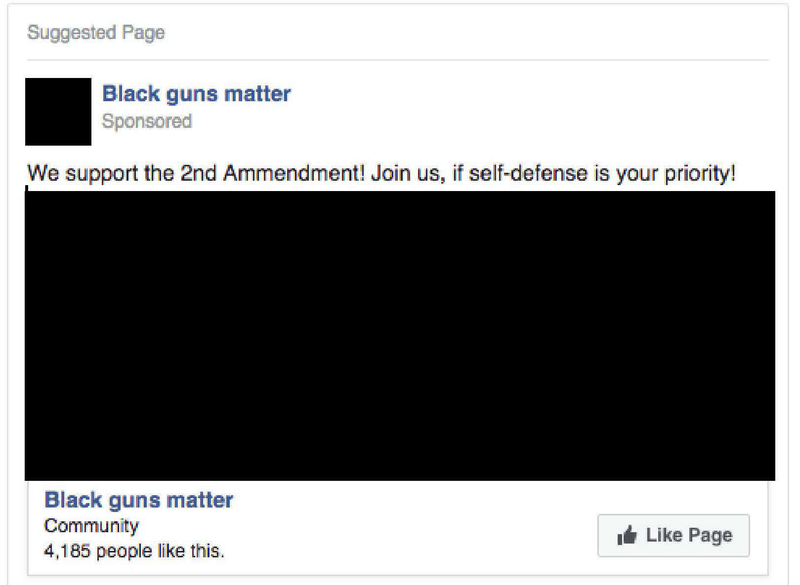 Suggested Page
Black guns matter
Sponsored
We support the 2nd Ammendment! Join us, if self-defense is your priority!
Black guns matter
Community
4,185 people like this.
Like Page